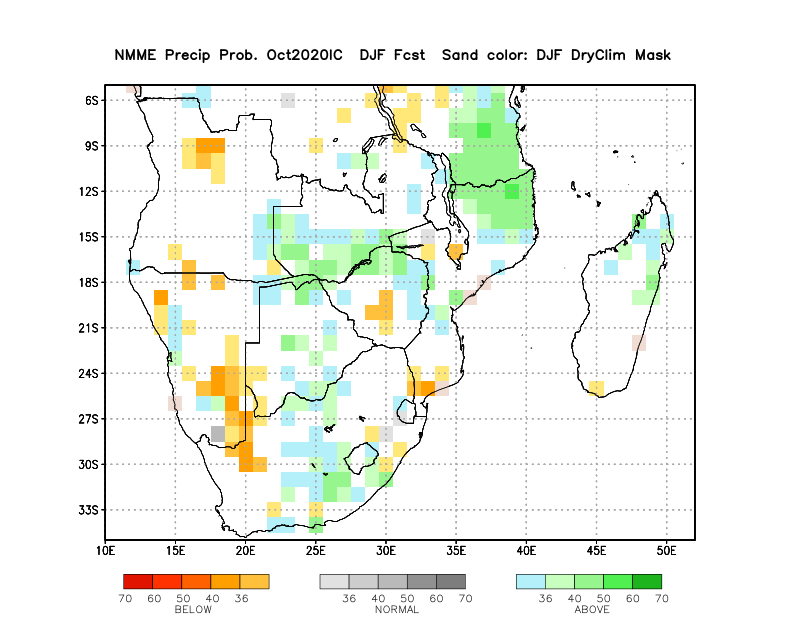 NMME Precip Prob. Oct2020IC  DJF Fcst  Sand color: DJF DryClim Mask
6S
9S
12S
15S
18S
21S
24S
27S
30S
33S
10E 15E 20E 25E 30E 35E 40E 45E 50E
70 60 50 40 36 36 40 50 60 70 36 40 50 60 70
BELOW NORMAL ABOVE